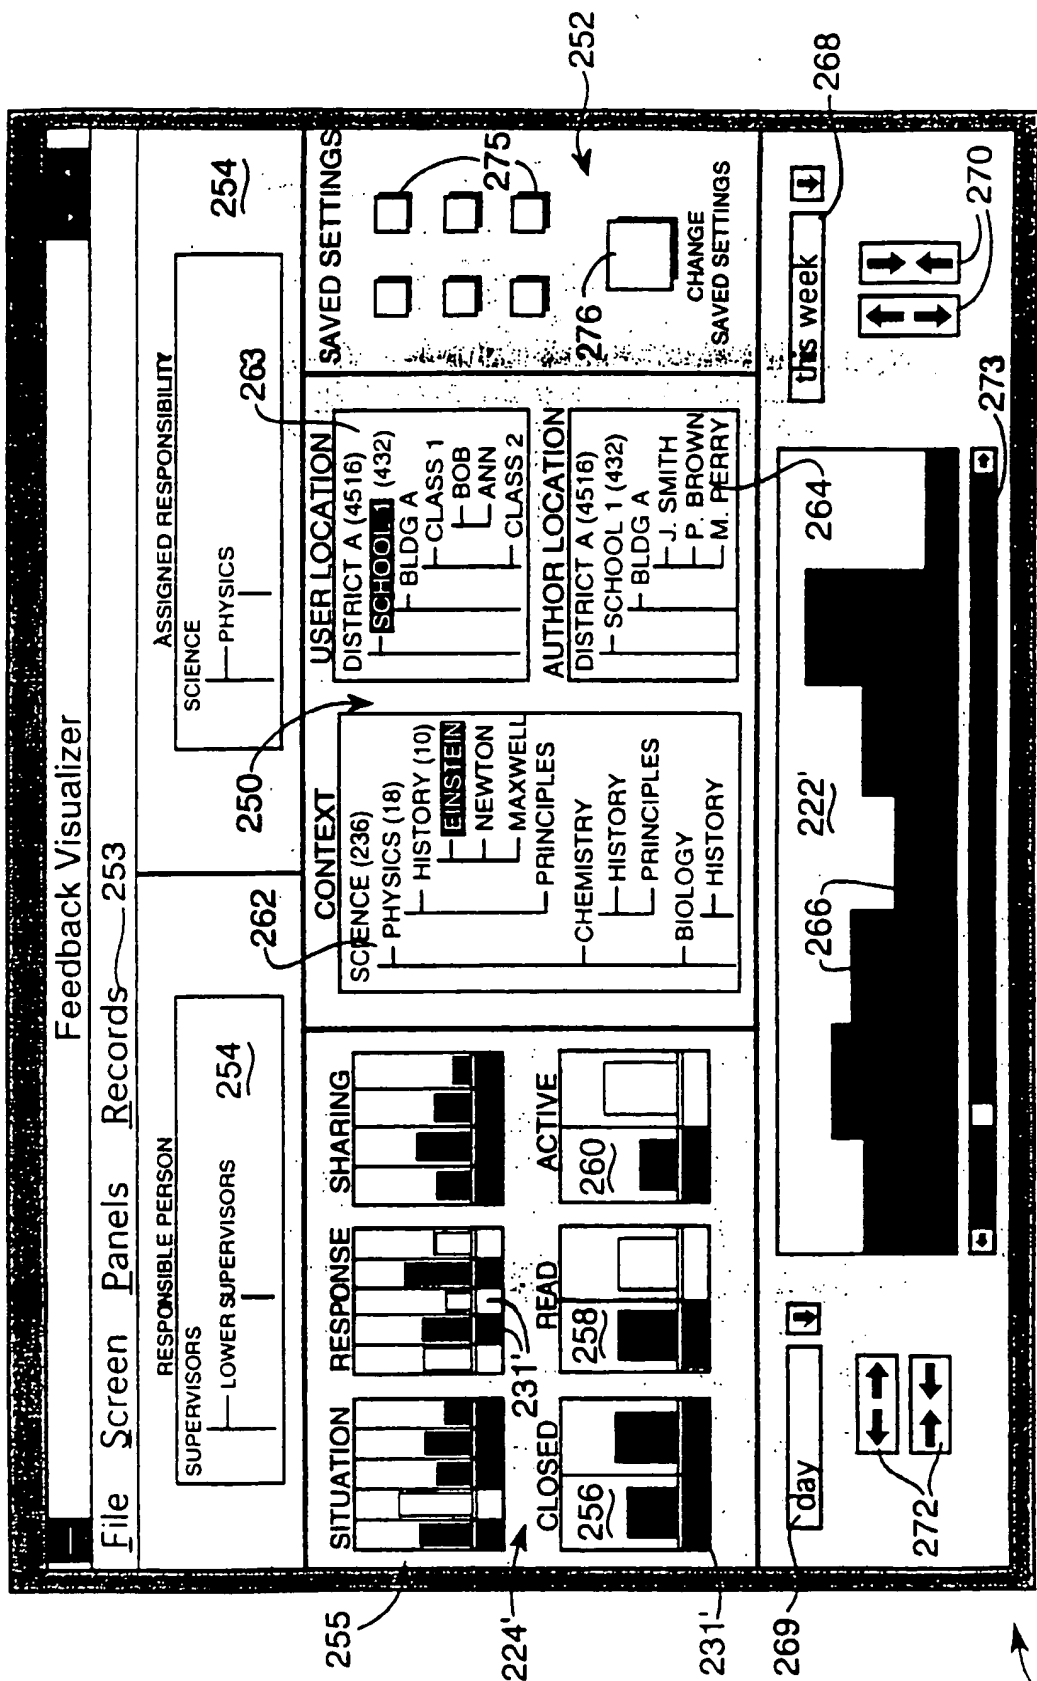 Feedback Visualizer
File Screen Panels Records 253
RESPONSIBLE PERSON
SUPERVISORS
LOWER SUPERVISORS
254
ASSIGNED RESPONSIBILITY
SCIENCE
PHYSICS
254
255
SITUATION
RESPONSE
SHARING
231'
224'
CLOSED
READ
ACTIVE
256
258
260
231'
262
250
CONTEXT
SCIENCE (236)
PHYSICS (18)
HISTORY (10)
EINSTEIN
NEWTON
MAXWELL
PRINCIPLES
CHEMISTRY
HISTORY
PRINCIPLES
BIOLOGY
HISTORY
263
USER LOCATION
DISTRICT A (4516)
SCHOOL 1 (432)
BLDG A
CLASS 1
BOB
ANN
CLASS 2
AUTHOR LOCATION
DISTRICT A (4516)
SCHOOL 1 (432)
BLDG A
J. SMITH
P. BROWN
M. PERRY
SAVED SETTINGS
275
252
276
CHANGE
SAVED SETTINGS
269
day
272
266
222'
264
this week
268
270
273